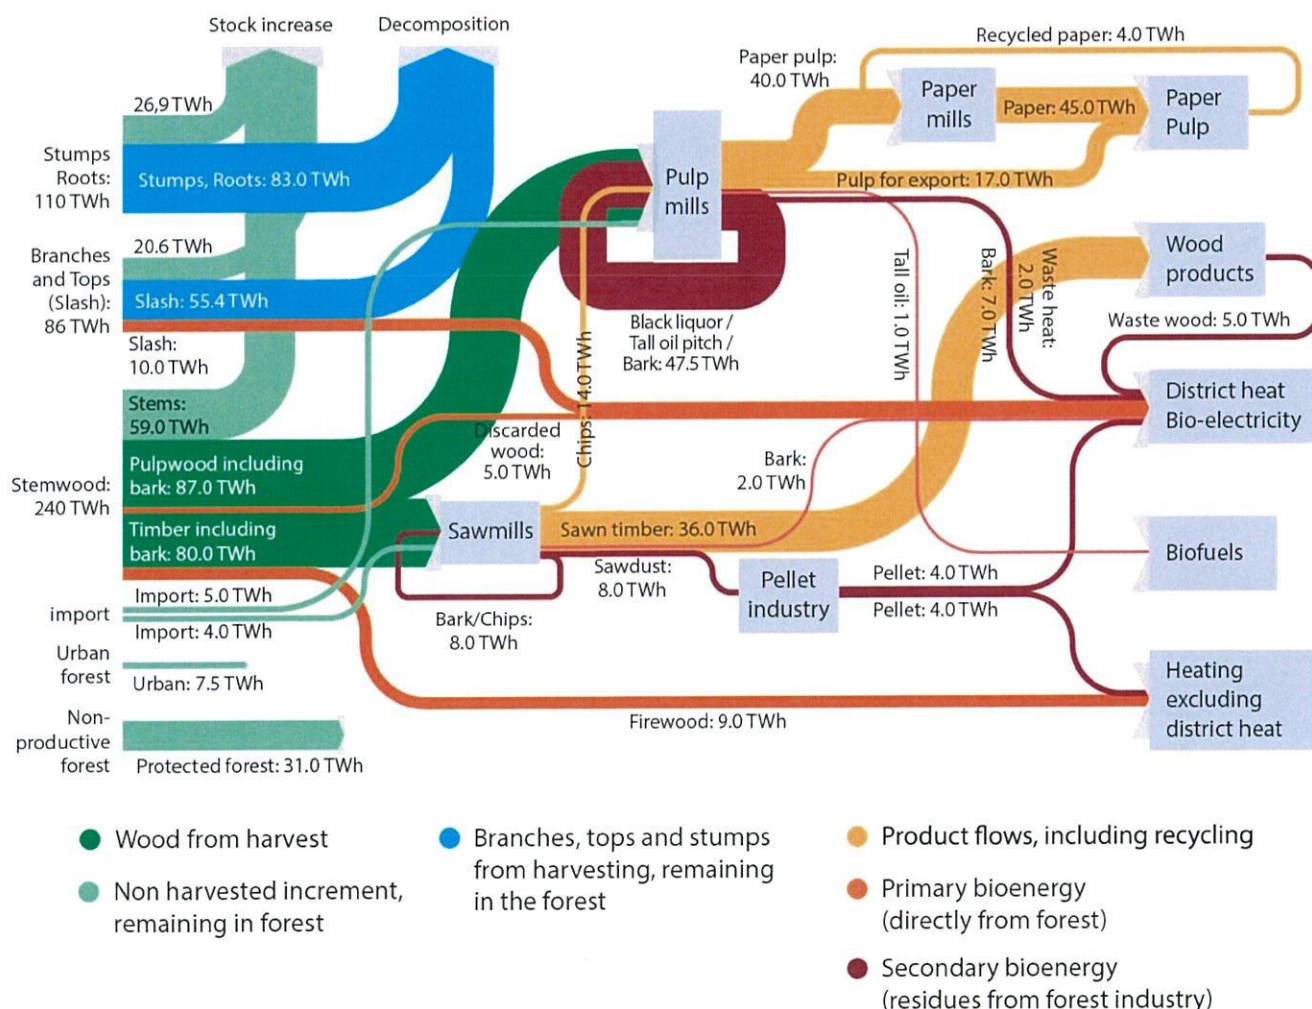 Stock increase
Decomposition
Recycled paper: 4.0 TWh
Paper pulp:
40.0 TWh
26,9 TWh
Paper
mills
Paper: 45.0 TWh
Paper
Pulp
Stumps
Roots:
110 TWh
Stumps, Roots: 83.0 TWh
Pulp
mills
Pulp for export: 17.0 TWh
20.6 TWh
Branches
and Tops
(Slash):
86 TWh
Slash: 55.4 TWh
Slash:
10.0 TWh
Black liquor /
Tall oil pitch /
Bark: 47.5 TWh
Tall oil: 1.0 TWh
Bark: 7.0 TWh
Waste heat:
2.0 TWh
Wood
products
Waste wood: 5.0 TWh
District heat
Bio-electricity
Stems:
59.0 TWh
Chips: 14.0 TWh
Discarded
wood:
5.0 TWh
Bark:
2.0 TWh
Stemwood:
240 TWh
Pulpwood including
bark: 87.0 TWh
Timber including
bark: 80.0 TWh
Sawmills
Sawn timber: 36.0 TWh
Sawdust:
8.0 TWh
Pellet
industry
Pellet: 4.0 TWh
Pellet: 4.0 TWh
Biofuels
Bark/Chips:
8.0 TWh
import
Import: 5.0 TWh
Import: 4.0 TWh
Urban
forest
Urban: 7.5 TWh
Heating
excluding
district heat
Firewood: 9.0 TWh
Non-
productive
forest
Protected forest: 31.0 TWh
Wood from harvest
Non harvested increment,
remaining in forest
Branches, tops and stumps
from harvesting, remaining
in the forest
Product flows, including recycling
Primary bioenergy
(directly from forest)
Secondary bioenergy
(residues from forest industry)